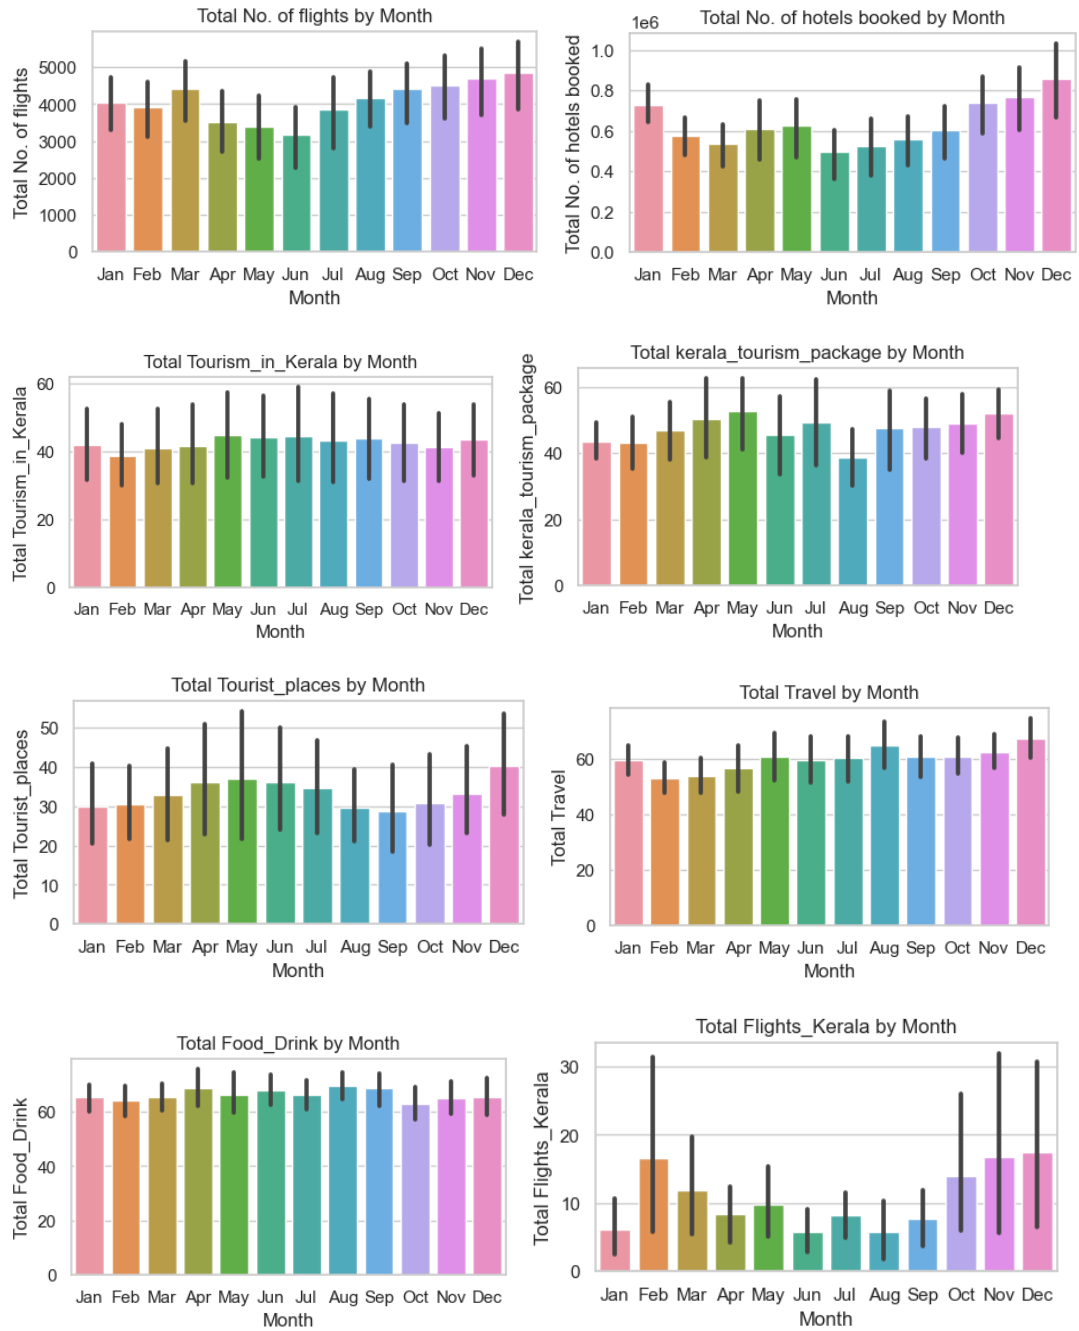 Total No. of flights by Month
Total No. of flights
5000
4000
3000
2000
1000
0
Jan Feb Mar Apr May Jun Jul Aug Sep Oct Nov Dec
Month
Total No. of hotels booked by Month
1e6
Total No. of hotels booked
1.0
0.8
0.6
0.4
0.2
0.0
Jan Feb Mar Apr May Jun Jul Aug Sep Oct Nov Dec
Month
Total Tourism_in_Kerala by Month
Total Tourism_in_Kerala
60
40
20
0
Jan Feb Mar Apr May Jun Jul Aug Sep Oct Nov Dec
Month
Total kerala_tourism_package by Month
Total kerala_tourism_package
60
40
20
0
Jan Feb Mar Apr May Jun Jul Aug Sep Oct Nov Dec
Month
Total Tourist_places by Month
Total Tourist_places
50
40
30
20
10
0
Jan Feb Mar Apr May Jun Jul Aug Sep Oct Nov Dec
Month
Total Travel by Month
Total Travel
60
40
20
0
Jan Feb Mar Apr May Jun Jul Aug Sep Oct Nov Dec
Month
Total Food_Drink by Month
Total Food_Drink
60
40
20
0
Jan Feb Mar Apr May Jun Jul Aug Sep Oct Nov Dec
Month
Total Flights_Kerala by Month
Total Flights_Kerala
30
20
10
0
Jan Feb Mar Apr May Jun Jul Aug Sep Oct Nov Dec
Month